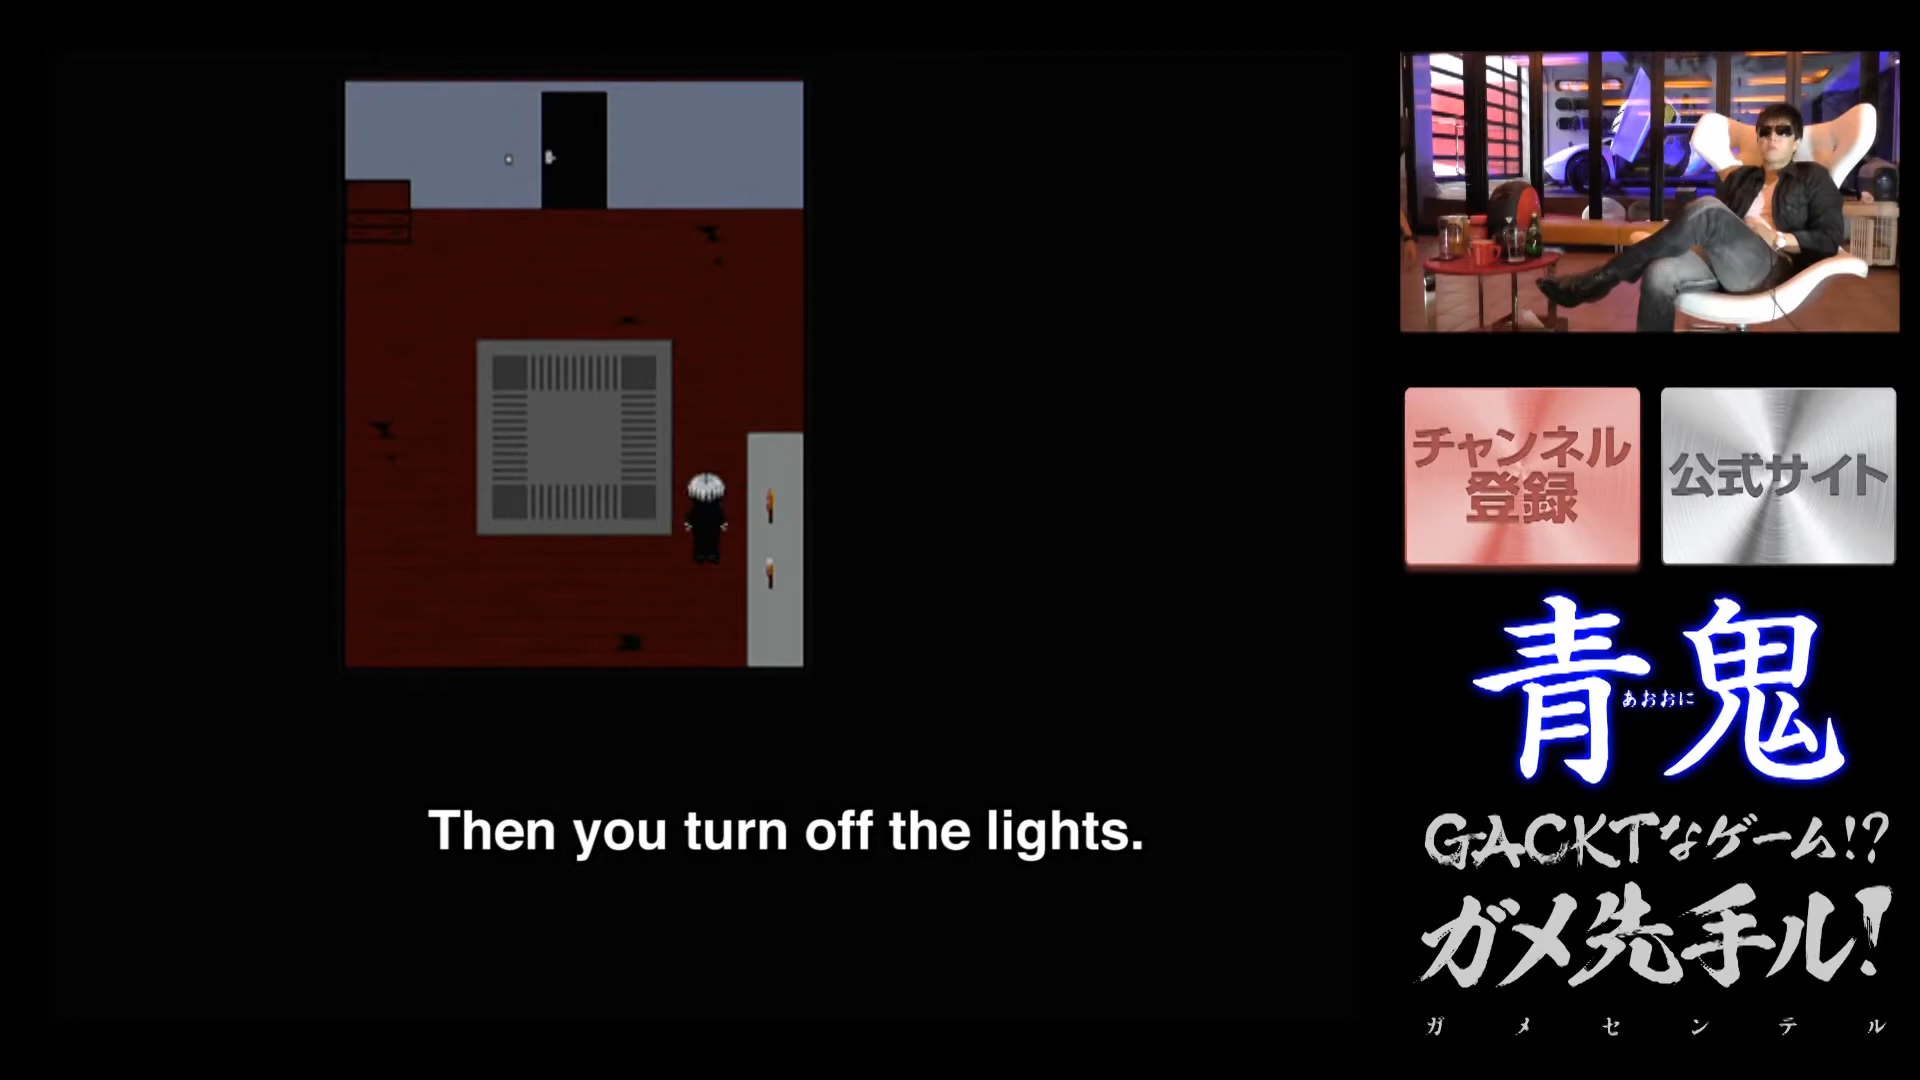 Then you turn off the lights.
チャンネル
登録
公式サイト
青鬼
あおおに
GACKTなゲーム!?
ガメ先手ル!
ガメセンテル